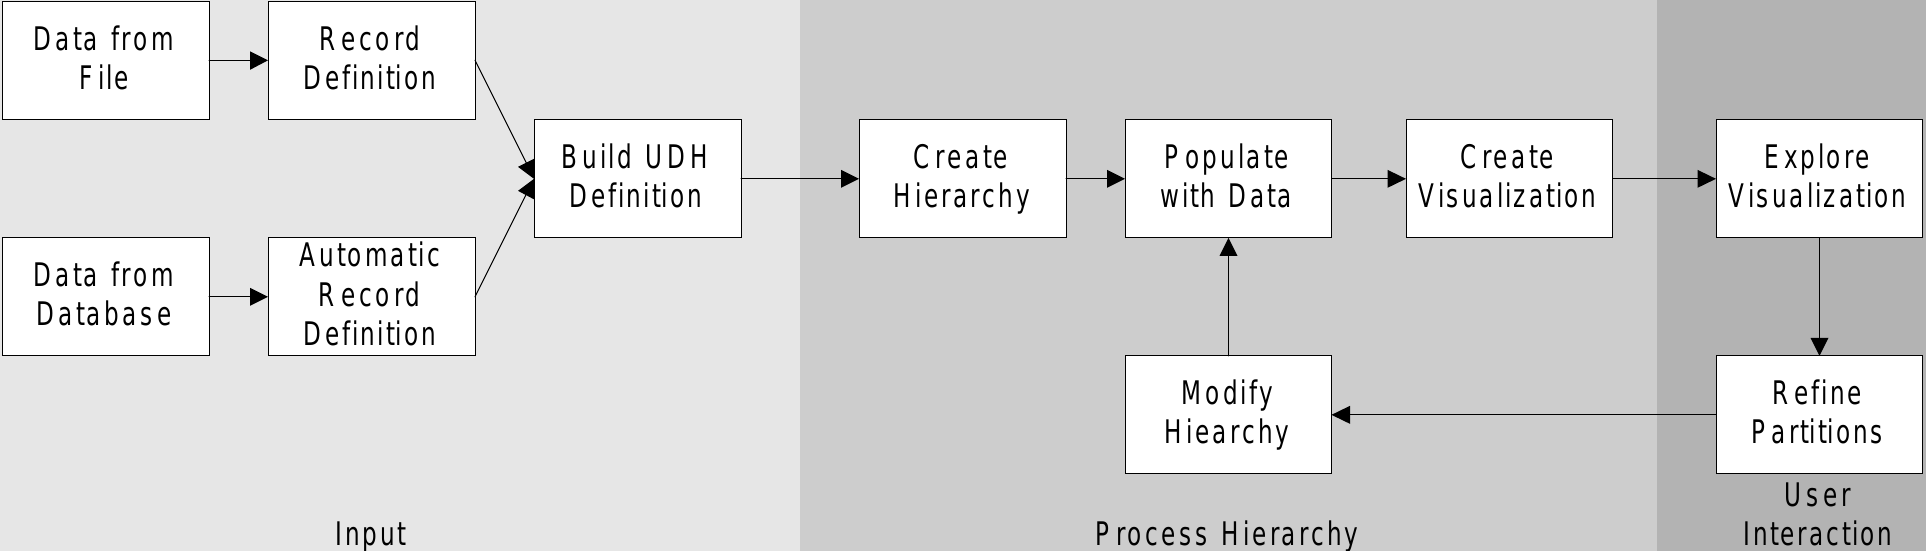 Data from
File
Record
Definition
Data from
Database
Automatic
Record
Definition
Build UDH
Definition
Input
Create
Hierarchy
Populate
with Data
Create
Visualization
Modify
Hiearchy
Process Hierarchy
Explore
Visualization
Refine
Partitions
User
Interaction